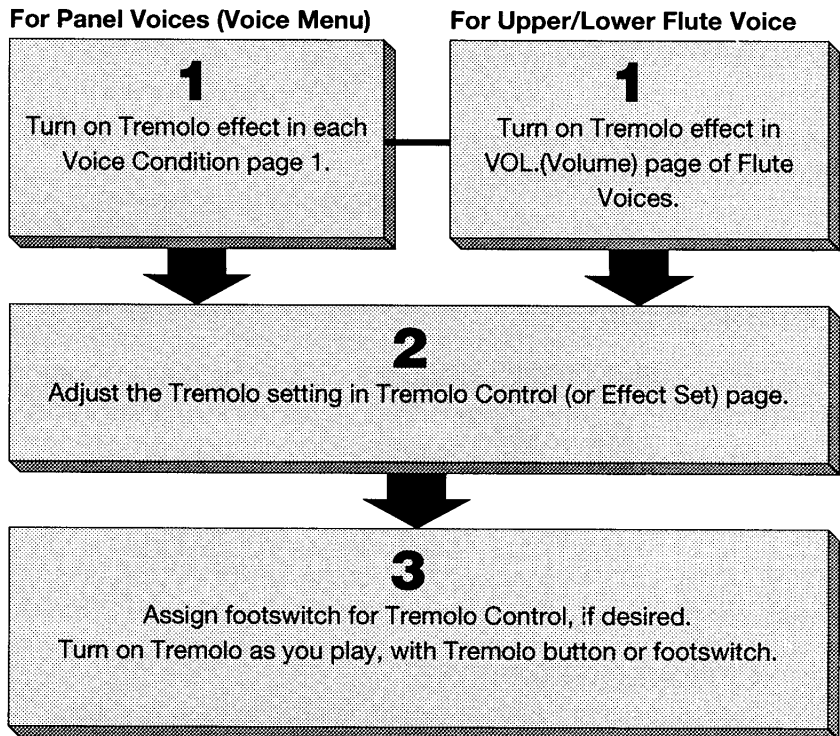 For Panel Voices (Voice Menu)
1
Turn on Tremolo effect in each
Voice Condition page 1.
For Upper/Lower Flute Voice
1
Turn on Tremolo effect in
VOL.(Volume) page of Flute
Voices.
2
Adjust the Tremolo setting in Tremolo Control (or Effect Set) page.
3
Assign footswitch for Tremolo Control, if desired.
Turn on Tremolo as you play, with Tremolo button or footswitch.